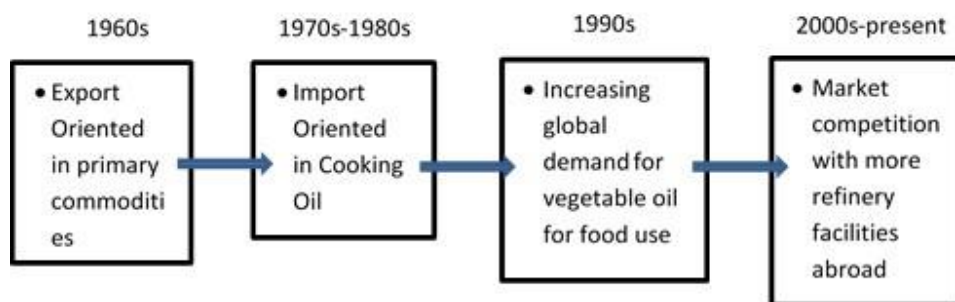 1960s
• Export
Oriented
in primary
commoditi
es
1970s-1980s
• Import
Oriented
in Cooking
Oil
1990s
• Increasing
global
demand for
vegetable oil
for food use
2000s-present
• Market
competition
with more
refinery
facilities
abroad